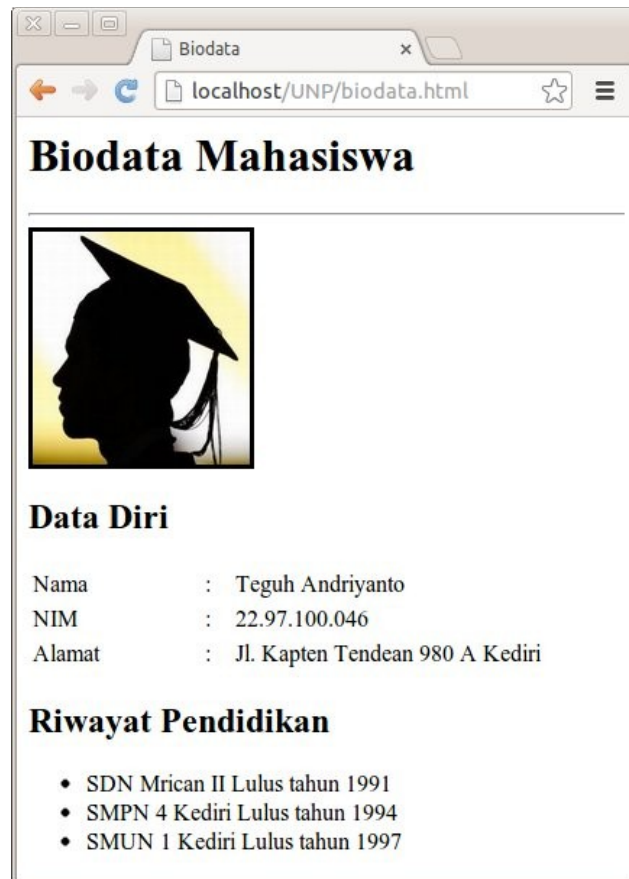 Biodata
localhost/UNP/biodata.html
Biodata Mahasiswa
Data Diri
Nama : Teguh Andriyanto
NIM : 22.97.100.046
Alamat : Jl. Kapten Tendean 980 A Kediri
Riwayat Pendidikan
• SDN Mrican II Lulus tahun 1991
• SMPN 4 Kediri Lulus tahun 1994
• SMUN 1 Kediri Lulus tahun 1997